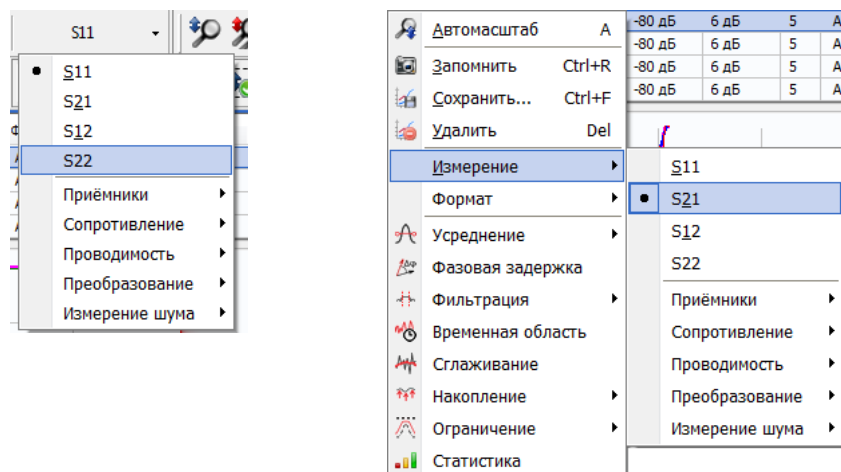 S11
S11
S21
S12
S22
Приёмники
Сопротивление
Проводимость
Преобразование
Измерение шума
Автомасштаб A
Запомнить Ctrl+R
Сохранить... Ctrl+F
Удалить Del
Измерение
Формат
Усреднение
Фазовая задержка
Фильтрация
Временная область
Сглаживание
Накопление
Ограничение
Статистика
-80 дБ 6 дБ 5
-80 дБ 6 дБ 5
-80 дБ 6 дБ 5
-80 дБ 6 дБ 5
S11
S21
S12
S22
Приёмники
Сопротивление
Проводимость
Преобразование
Измерение шума